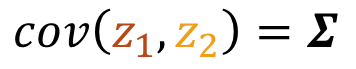 cov(z₁, z₂) = Σ